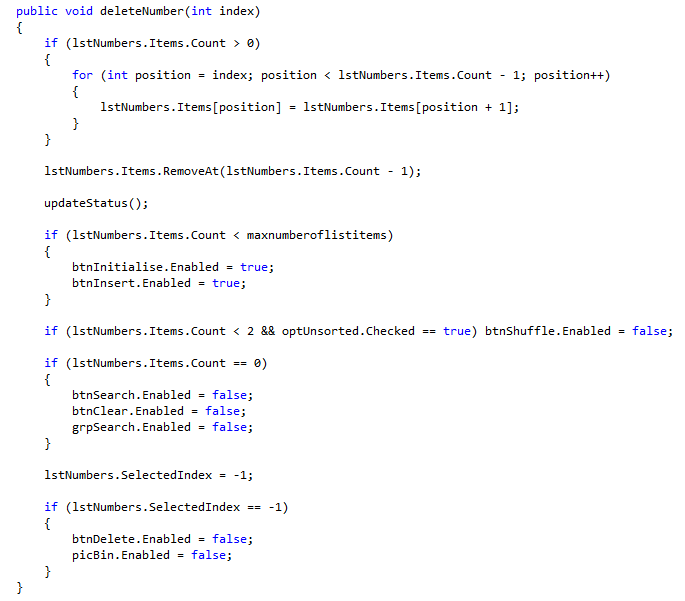 public void deleteNumber(int index)
{
if (lstNumbers.Items.Count > 0)
{
for (int position = index; position < lstNumbers.Items.Count - 1; position++)
{
lstNumbers.Items[position] = lstNumbers.Items[position + 1];
}
}
lstNumbers.Items.RemoveAt(lstNumbers.Items.Count - 1);
updateStatus();
if (lstNumbers.Items.Count < maxnumberoflistitems)
{
btnInitialise.Enabled = true;
btnInsert.Enabled = true;
}
if (lstNumbers.Items.Count < 2 && optUnsorted.Checked == true) btnShuffle.Enabled = false;
if (lstNumbers.Items.Count == 0)
{
btnSearch.Enabled = false;
btnClear.Enabled = false;
grpSearch.Enabled = false;
}
lstNumbers.SelectedIndex = -1;
if (lstNumbers.SelectedIndex == -1)
{
btnDelete.Enabled = false;
picBin.Enabled = false;
}
}